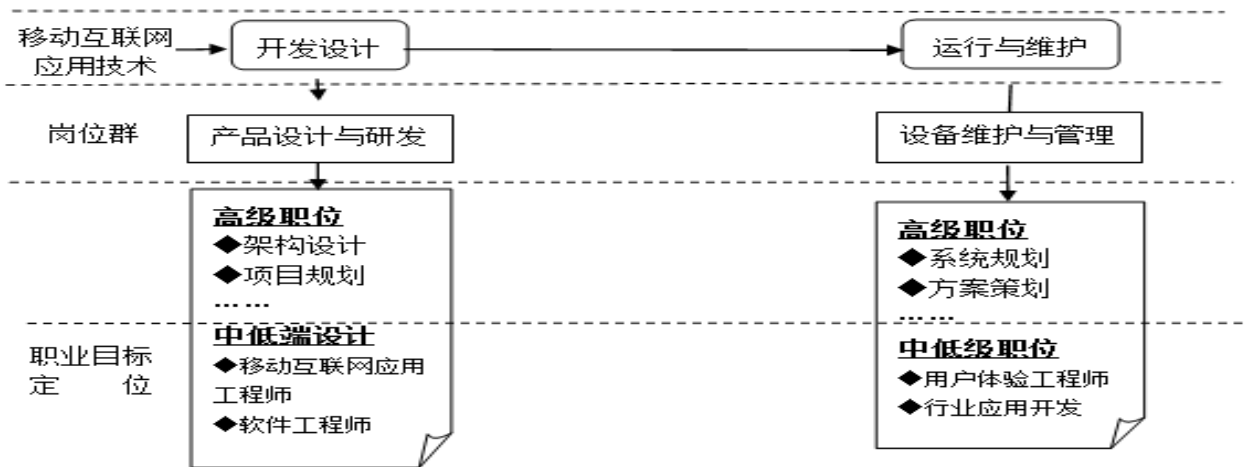 移动互联网
应用技术
开发设计
运行与维护
岗位群
产品设计与研发
设备维护与管理
高级职位
◆架构设计
◆项目规划
……
中低端设计
◆移动互联网应用
工程师
◆软件工程师
高级职位
◆系统规划
◆方案策划
……
中低级职位
◆用户体验工程师
◆行业应用开发
职业目标
定 位